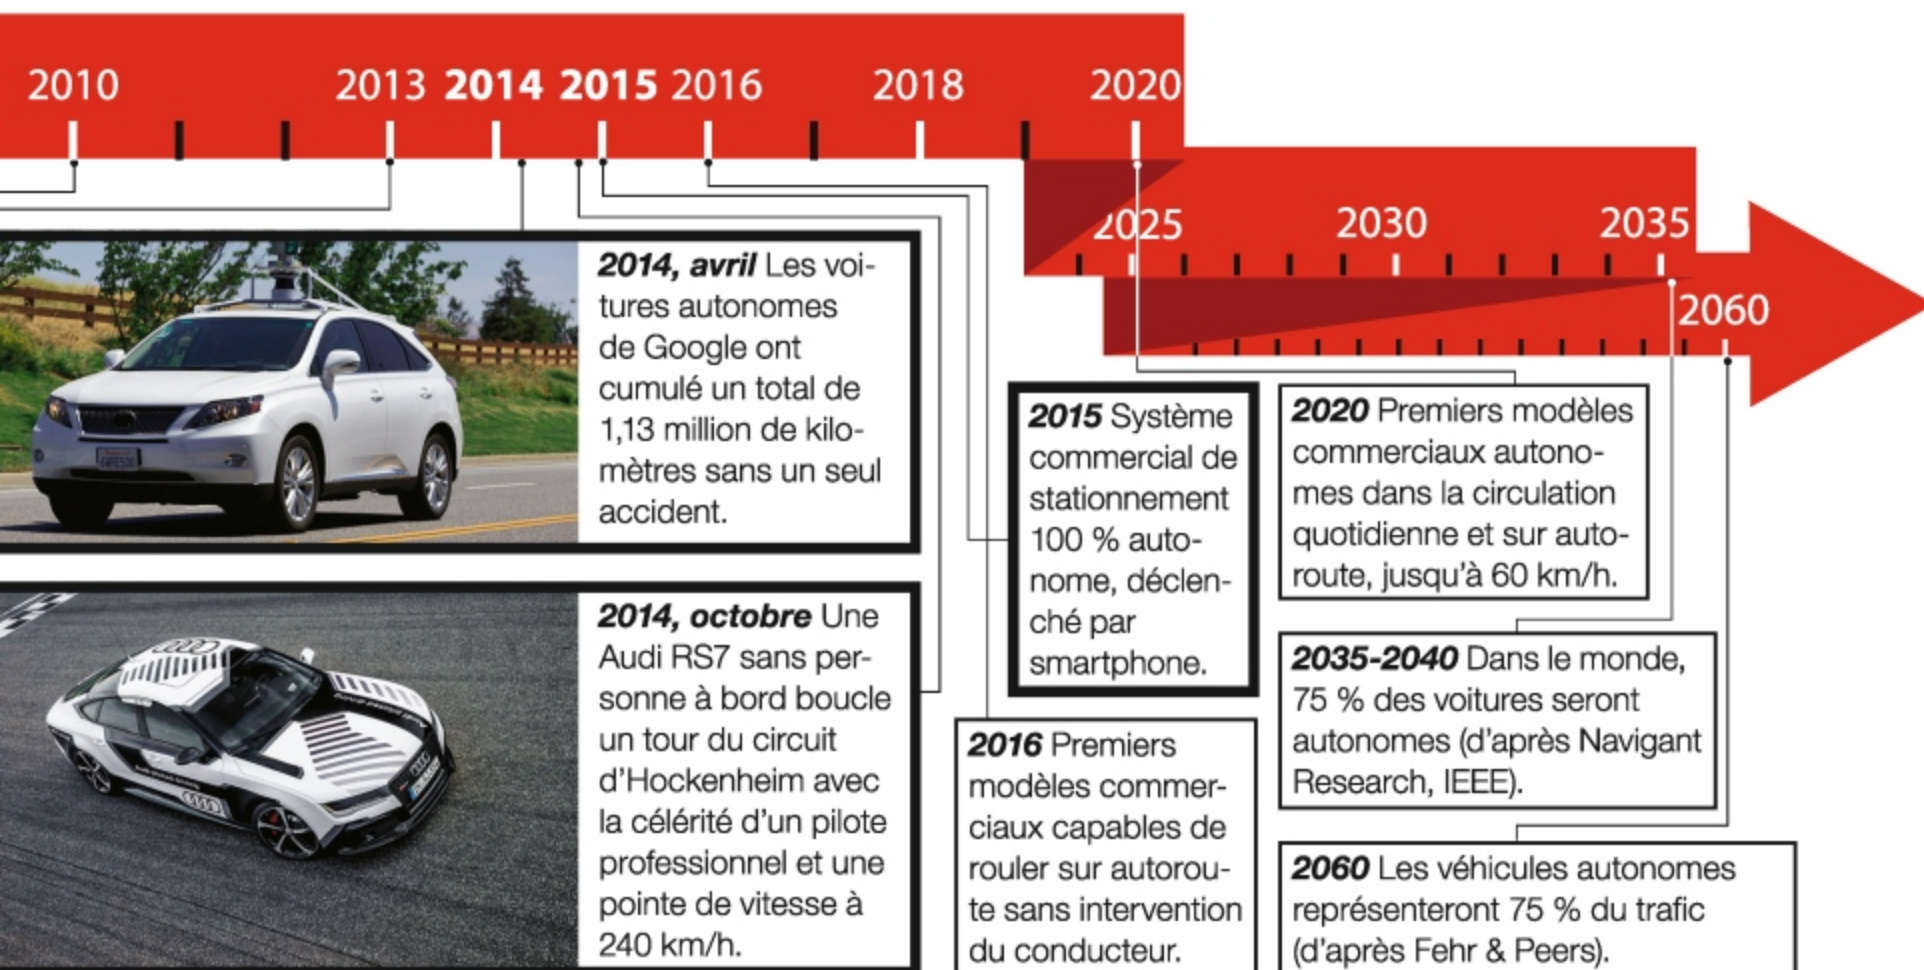 2010 2013 2014 2015 2016 2018 2020
2025 2030 2035
2060
2014, avril Les voi-
tures autonomes
de Google ont
cumulé un total de
1,13 million de kilo-
mètres sans un seul
accident.
2014, octobre Une
Audi RS7 sans per-
sonne à bord boucle
un tour du circuit
d'Hockenheim avec
la célérité d'un pilote
professionnel et une
pointe de vitesse à
240 km/h.
2015 Système
commercial de
stationnement
100 % auto-
nome, déclen-
ché par
smartphone.
2016 Premiers
modèles commer-
ciaux capables de
rouler sur autorou-
te sans intervention
du conducteur.
2020 Premiers modèles
commerciaux autono-
mes dans la circulation
quotidienne et sur auto-
route, jusqu'à 60 km/h.
2035-2040 Dans le monde,
75 % des voitures seront
autonomes (d'après Navigant
Research, IEEE).
2060 Les véhicules autonomes
représenteront 75 % du trafic
(d'après Fehr & Peers).